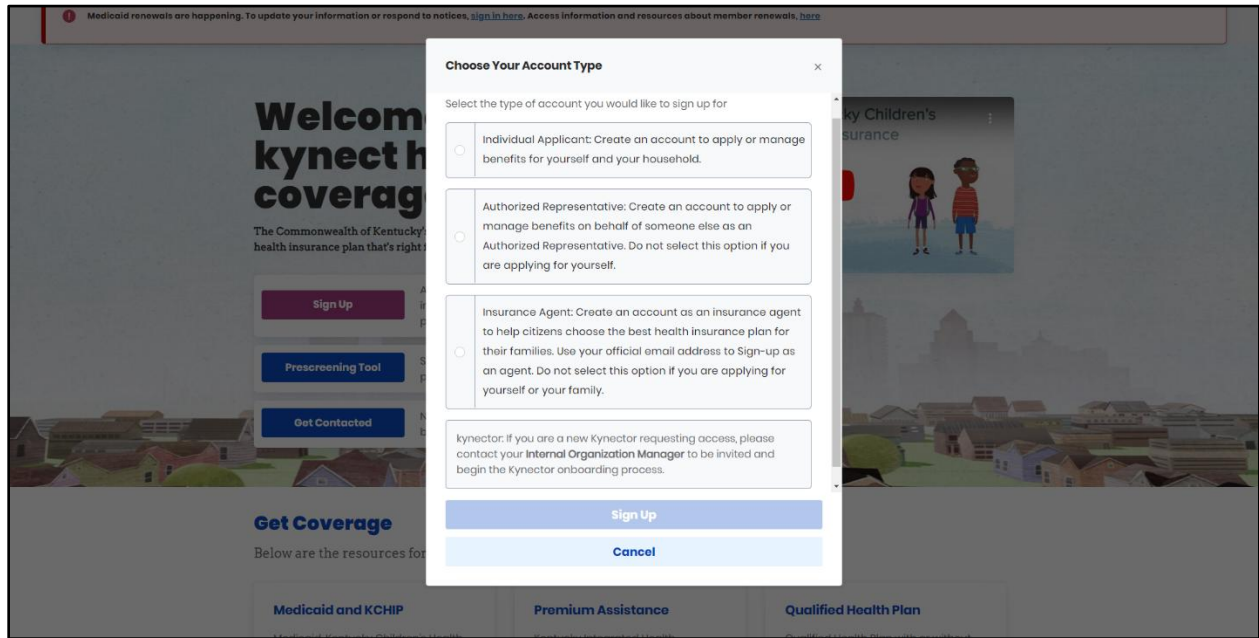 Medicaid renewals are happening. To update your information or respond to notices, sign in here. Access information and resources about member renewals, here
Choose Your Account Type
Select the type of account you would like to sign up for
Individual Applicant: Create an account to apply or manage
benefits for yourself and your household.
Authorized Representative: Create an account to apply or
manage benefits on behalf of someone else as an
Authorized Representative. Do not select this option if you
are applying for yourself.
Insurance Agent: Create an account as an insurance agent
to help citizens choose the best health insurance plan for
their families. Use your official email address to Sign-up as
an agent. Do not select this option if you are applying for
yourself or your family.
kynector: If you are a new Kynector requesting access, please
contact your Internal Organization Manager to be invited and
begin the Kynector onboarding process.
Sign Up
Cancel
Welcom
kynect h
coverag
The Commonwealth of Kentucky's
health insurance plan that's right
Sign Up
Prescreening Tool
Get Contacted
ky Children's
surance
Get Coverage
Below are the resources for
Medicaid and KCHIP
Premium Assistance
Qualified Health Plan